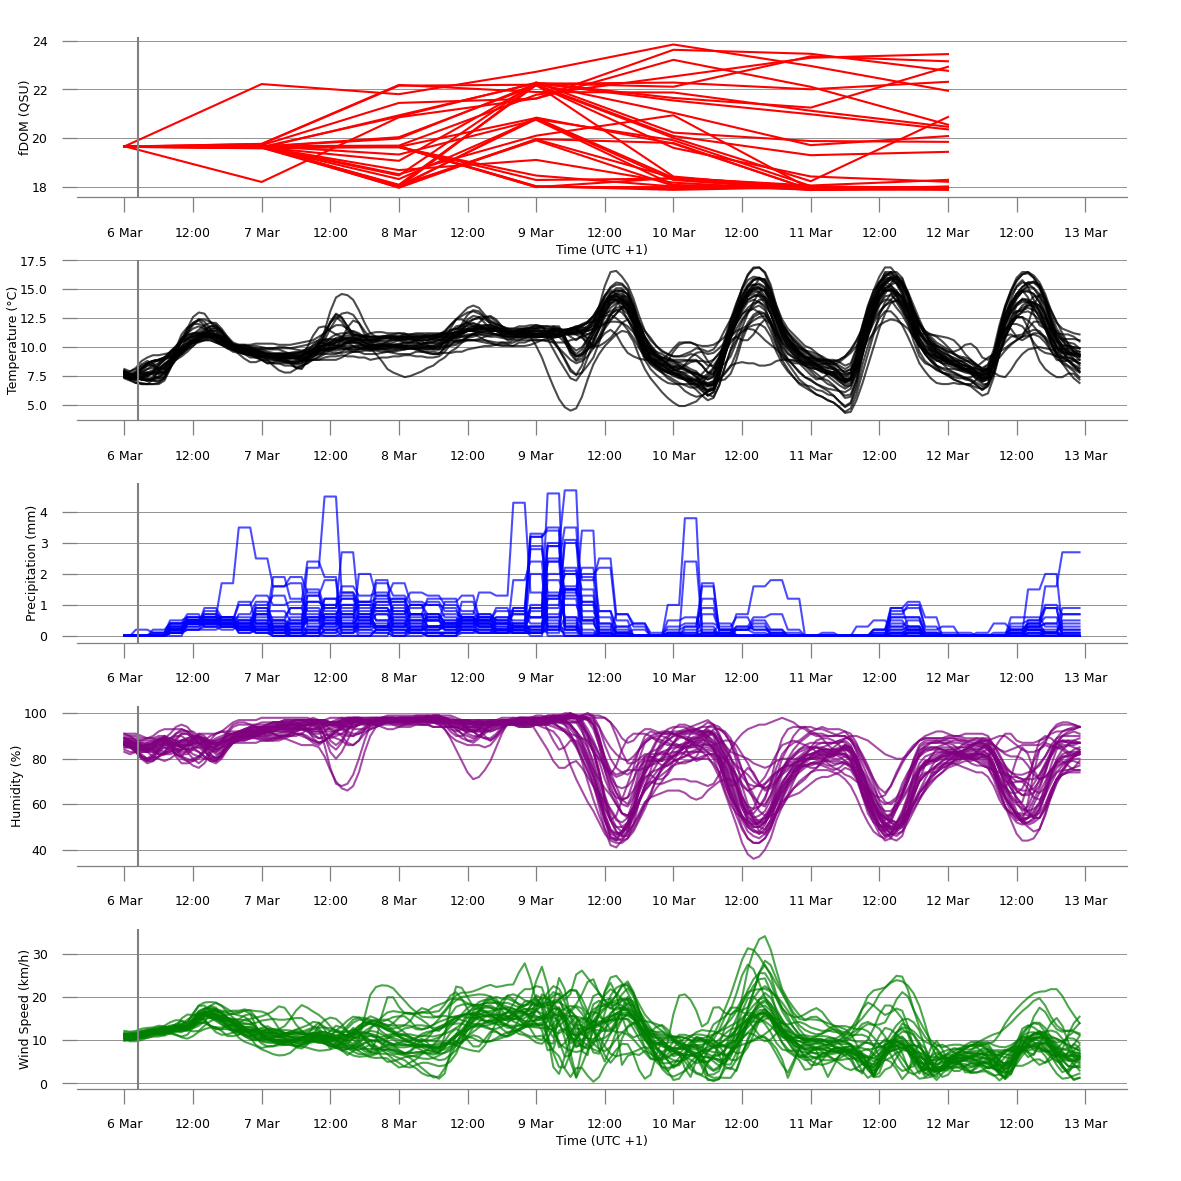 fDOM (QSU)
24
22
20
18
6 Mar 12:00 7 Mar 12:00 8 Mar 12:00 9 Mar 12:00 10 Mar 12:00 11 Mar 12:00 12 Mar 12:00 13 Mar
Time (UTC +1)
Temperature (°C)
17.5
15.0
12.5
10.0
7.5
5.0
6 Mar 12:00 7 Mar 12:00 8 Mar 12:00 9 Mar 12:00 10 Mar 12:00 11 Mar 12:00 12 Mar 12:00 13 Mar
Precipitation (mm)
4
3
2
1
0
6 Mar 12:00 7 Mar 12:00 8 Mar 12:00 9 Mar 12:00 10 Mar 12:00 11 Mar 12:00 12 Mar 12:00 13 Mar
Humidity (%)
100
80
60
40
6 Mar 12:00 7 Mar 12:00 8 Mar 12:00 9 Mar 12:00 10 Mar 12:00 11 Mar 12:00 12 Mar 12:00 13 Mar
Wind Speed (km/h)
30
20
10
0
6 Mar 12:00 7 Mar 12:00 8 Mar 12:00 9 Mar 12:00 10 Mar 12:00 11 Mar 12:00 12 Mar 12:00 13 Mar
Time (UTC +1)